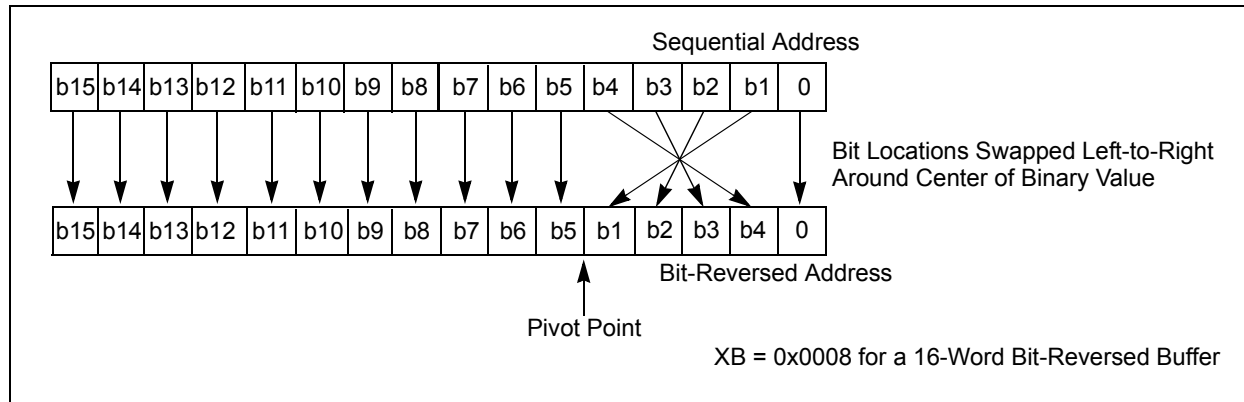 Sequential Address
b15 b14 b13 b12 b11 b10 b9 b8 b7 b6 b5 b4 b3 b2 b1 0
Bit Locations Swapped Left-to-Right
Around Center of Binary Value
b15 b14 b13 b12 b11 b10 b9 b8 b7 b6 b5 b1 b2 b3 b4 0
Bit-Reversed Address
Pivot Point
XB = 0x0008 for a 16-Word Bit-Reversed Buffer